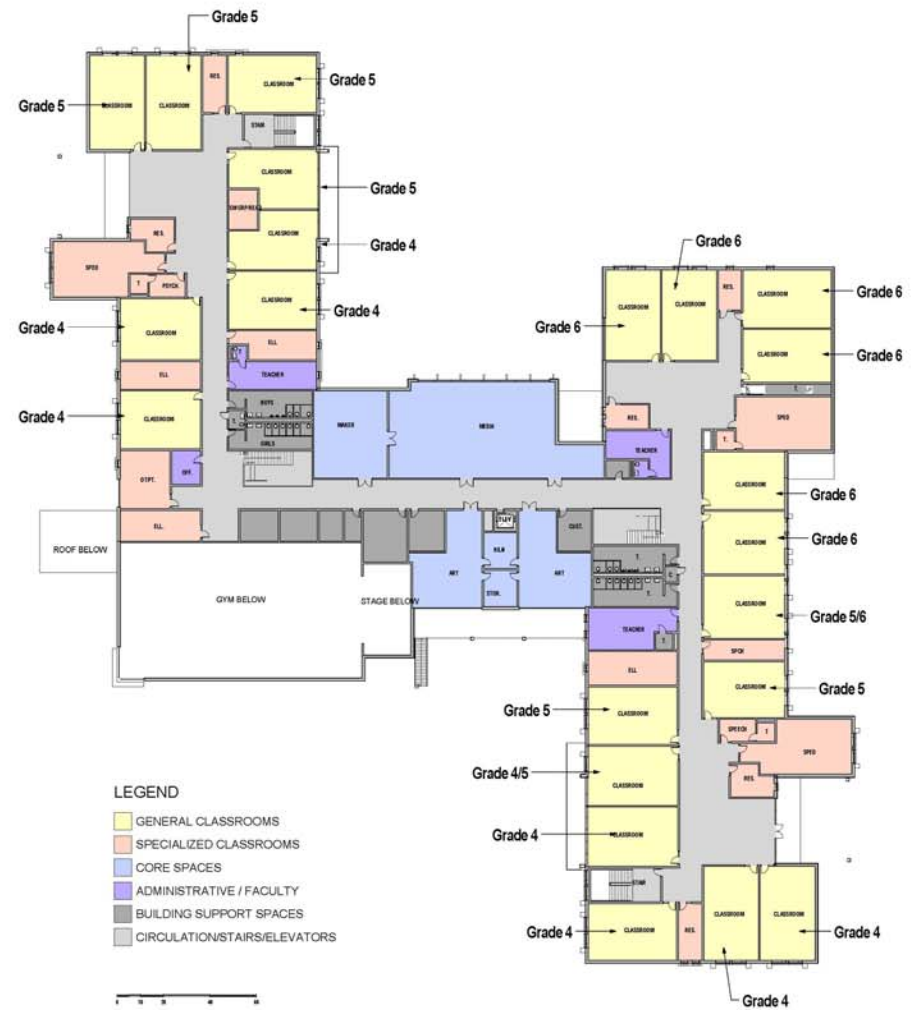 Grade 5
Grade 5
Grade 5
RES.
CLASSROOM
CLASSROOM
CLASSROOM
STAIR
CLASSROOM
Grade 5
CLASSROOM
Grade 4
RES.
SPED
T.
PSYCH
CLASSROOM
Grade 4
Grade 4
CLASSROOM
ELL
T.
TEACHER
ELL
Grade 4
CLASSROOM
BOYS
T.
GIRLS
OFF.
OT/PT.
ELL
MAKER
MEDIA
Grade 6
Grade 6
CLASSROOM
CLASSROOM
RES.
CLASSROOM
Grade 6
CLASSROOM
Grade 6
T.
RES.
SPED
TEACHER
T.
CLASSROOM
Grade 6
CLASSROOM
Grade 6
CLASSROOM
Grade 5/6
SPCH
CLASSROOM
Grade 5
ROOF BELOW
GYM BELOW
STAGE BELOW
ART
ELEV
KILN
STOR.
ART
CUST.
T.
T.
TEACHER
T.
ELL
Grade 5
CLASSROOM
SPEECH
T
SPED
RES.
Grade 4/5
CLASSROOM
Grade 4
CLASSROOM
STAIR
Grade 4
CLASSROOM
RES.
CLASSROOM
CLASSROOM
Grade 4
Grade 4
LEGEND
GENERAL CLASSROOMS
SPECIALIZED CLASSROOMS
CORE SPACES
ADMINISTRATIVE / FACULTY
BUILDING SUPPORT SPACES
CIRCULATION/STAIRS/ELEVATORS